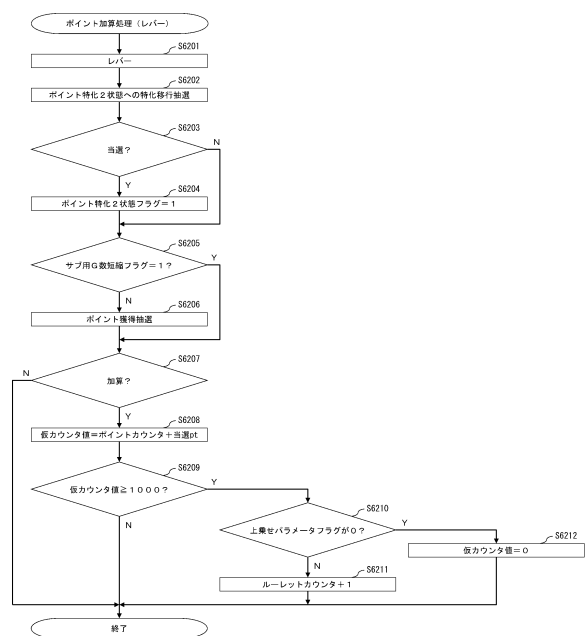 ポイント加算処理（レバー）
S6201
レバー
S6202
ポイント特化２状態への特化移行抽選
S6203
当選？
N
Y
S6204
ポイント特化２状態フラグ＝１
S6205
サブ用Ｇ数短縮フラグ＝１？
Y
N
S6206
ポイント獲得抽選
S6207
加算？
N
Y
S6208
仮カウンタ値＝ポイントカウンタ＋当選pt
S6209
仮カウンタ値≧１０００？
Y
N
S6210
上乗せパラメータフラグが０？
Y
N
S6211
ルーレットカウンタ＋１
S6212
仮カウンタ値＝０
終了